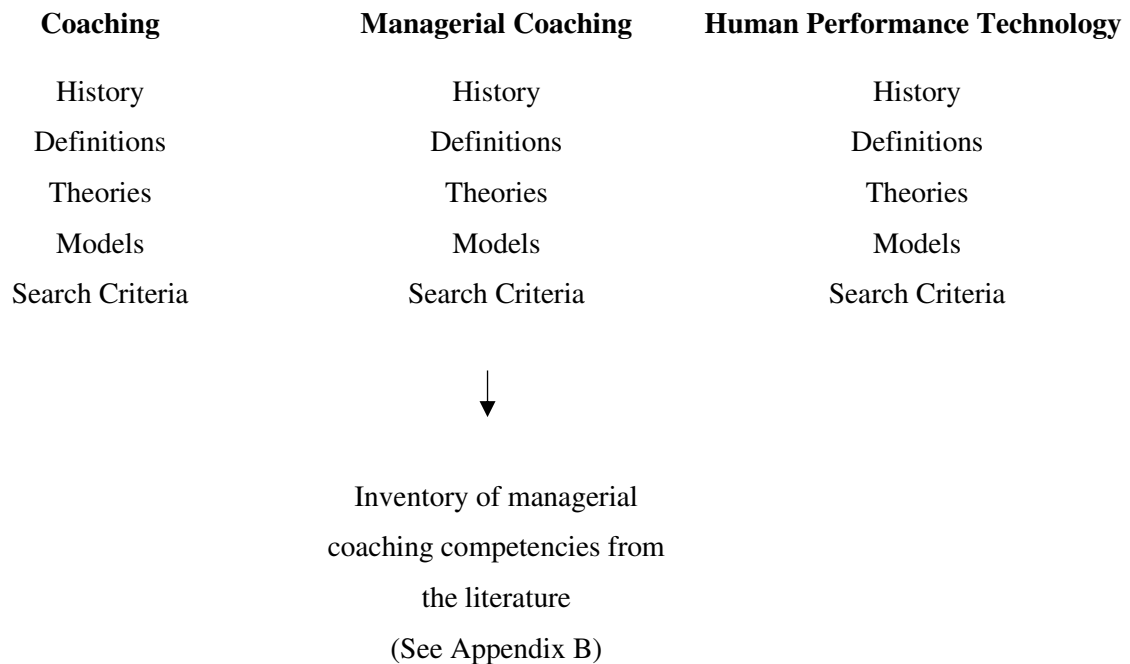 Coaching Managerial Coaching Human Performance Technology
History History History
Definitions Definitions Definitions
Theories Theories Theories
Models Models Models
Search Criteria Search Criteria Search Criteria
Inventory of managerial
coaching competencies from
the literature
(See Appendix B)